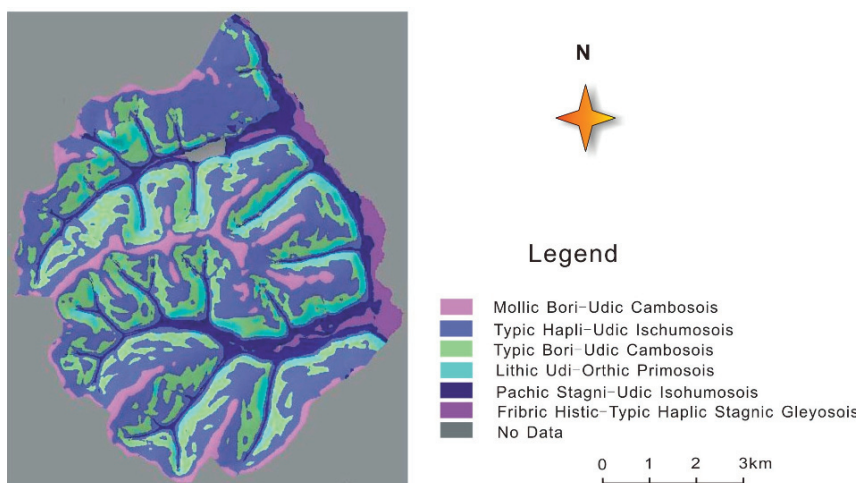 N
Legend
Mollic Bori-Udic Cambosois
Typic Hapli-Udic Ischumosois
Typic Bori-Udic Cambosois
Lithic Udi-Orthic Primosois
Pachic Stagni-Udic Isohumosois
Fribric Histic-Typic Haplic Stagnic Gleyosois
No Data
0 1 2 3km